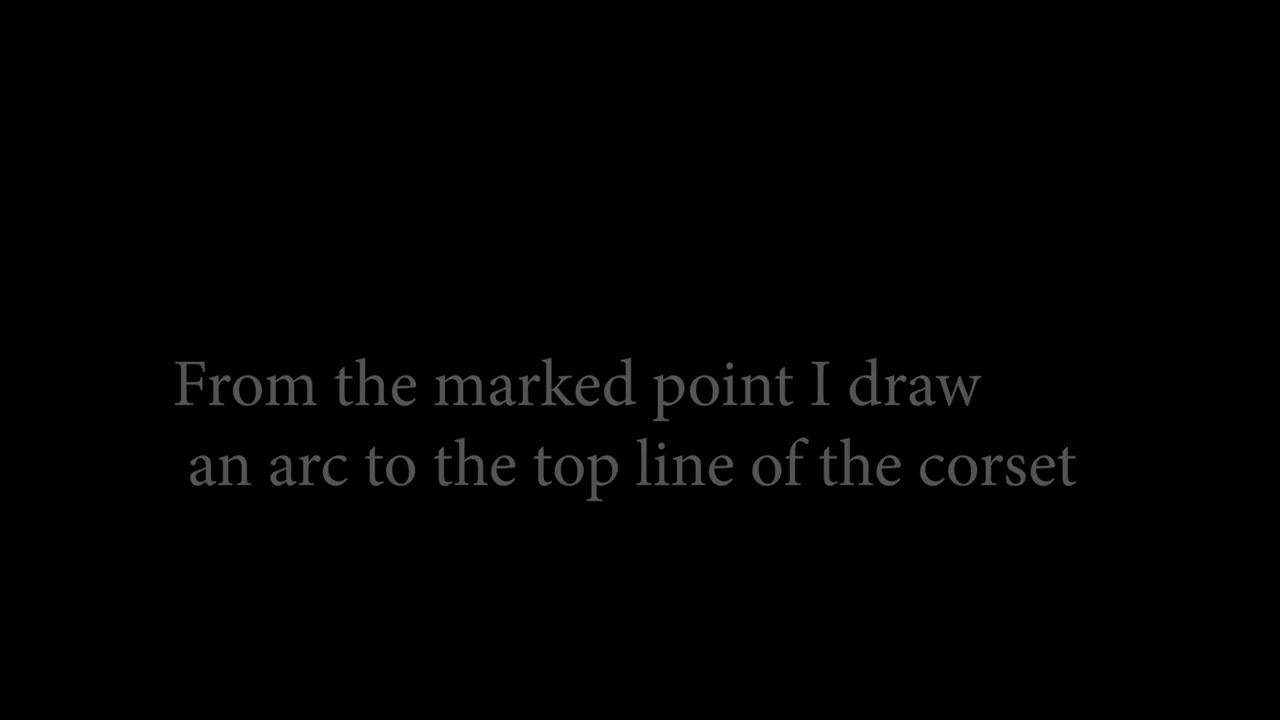 From the marked point I draw
an arc to the top line of the corset